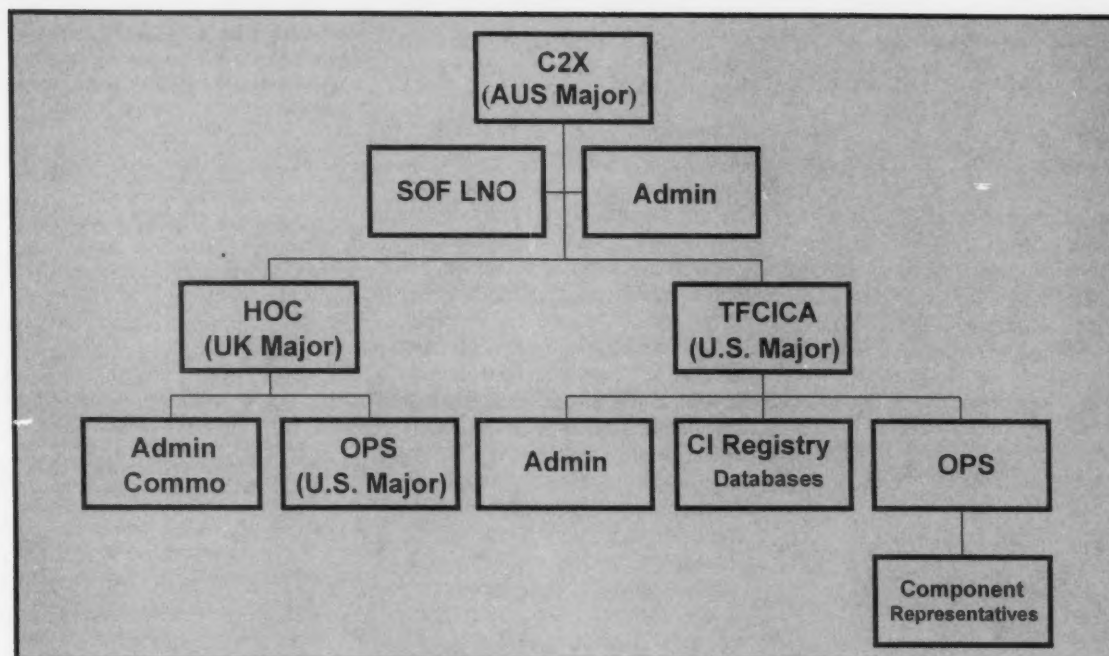 C2X
(AUS Major)
SOF LNO
Admin
HOC
(UK Major)
TFCICA
(U.S. Major)
Admin
Commo
OPS
(U.S. Major)
Admin
CI Registry
Databases
OPS
Component
Representatives